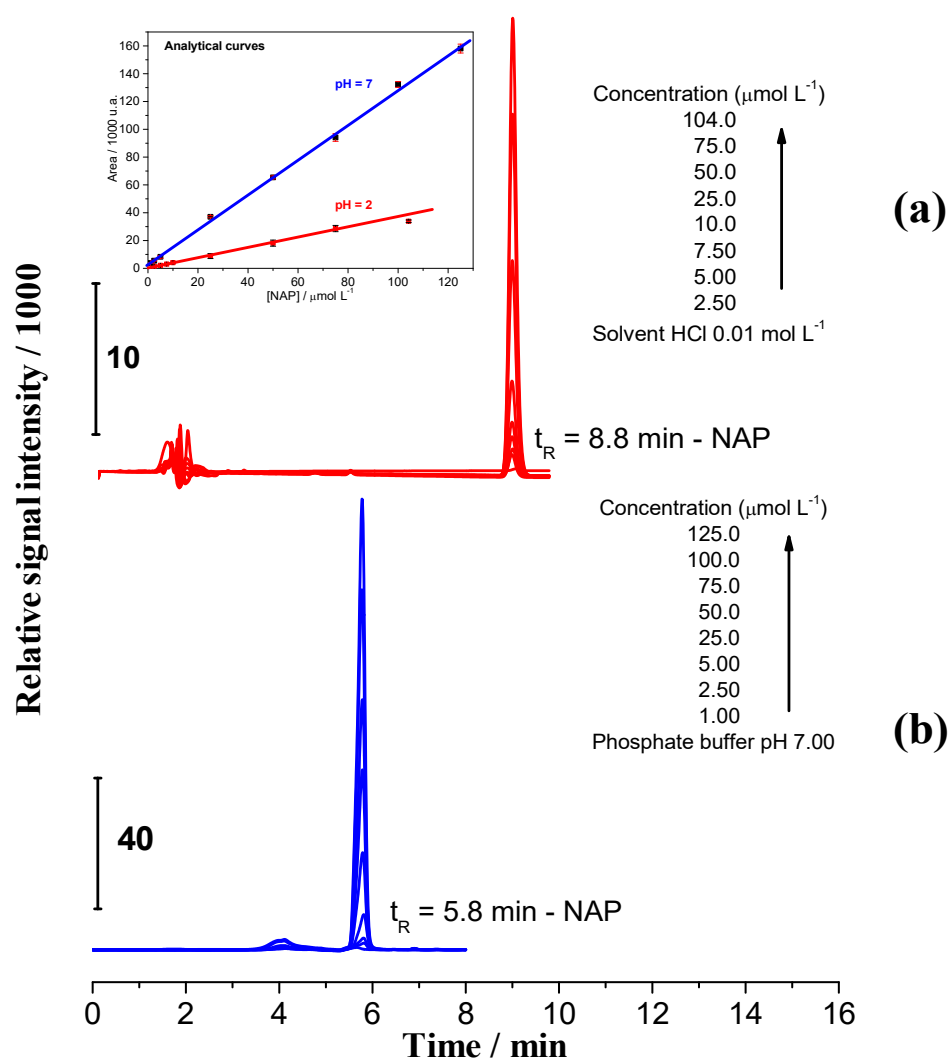 Analytical curves
pH = 7
pH = 2
Area / 1000 u.a.
160
140
120
100
80
60
40
20
0
0 20 40 60 80 100 120
[NAP] / μmol L⁻¹
Concentration (μmol L⁻¹)
104.0
75.0
50.0
25.0
10.0
7.50
5.00
2.50
Solvent HCl 0.01 mol L⁻¹
(a)
10
t_R = 8.8 min - NAP
Relative signal intensity / 1000
Concentration (μmol L⁻¹)
125.0
100.0
75.0
50.0
25.0
5.00
2.50
1.00
Phosphate buffer pH 7.00
(b)
40
t_R = 5.8 min - NAP
0 2 4 6 8 10 12 14 16
Time / min